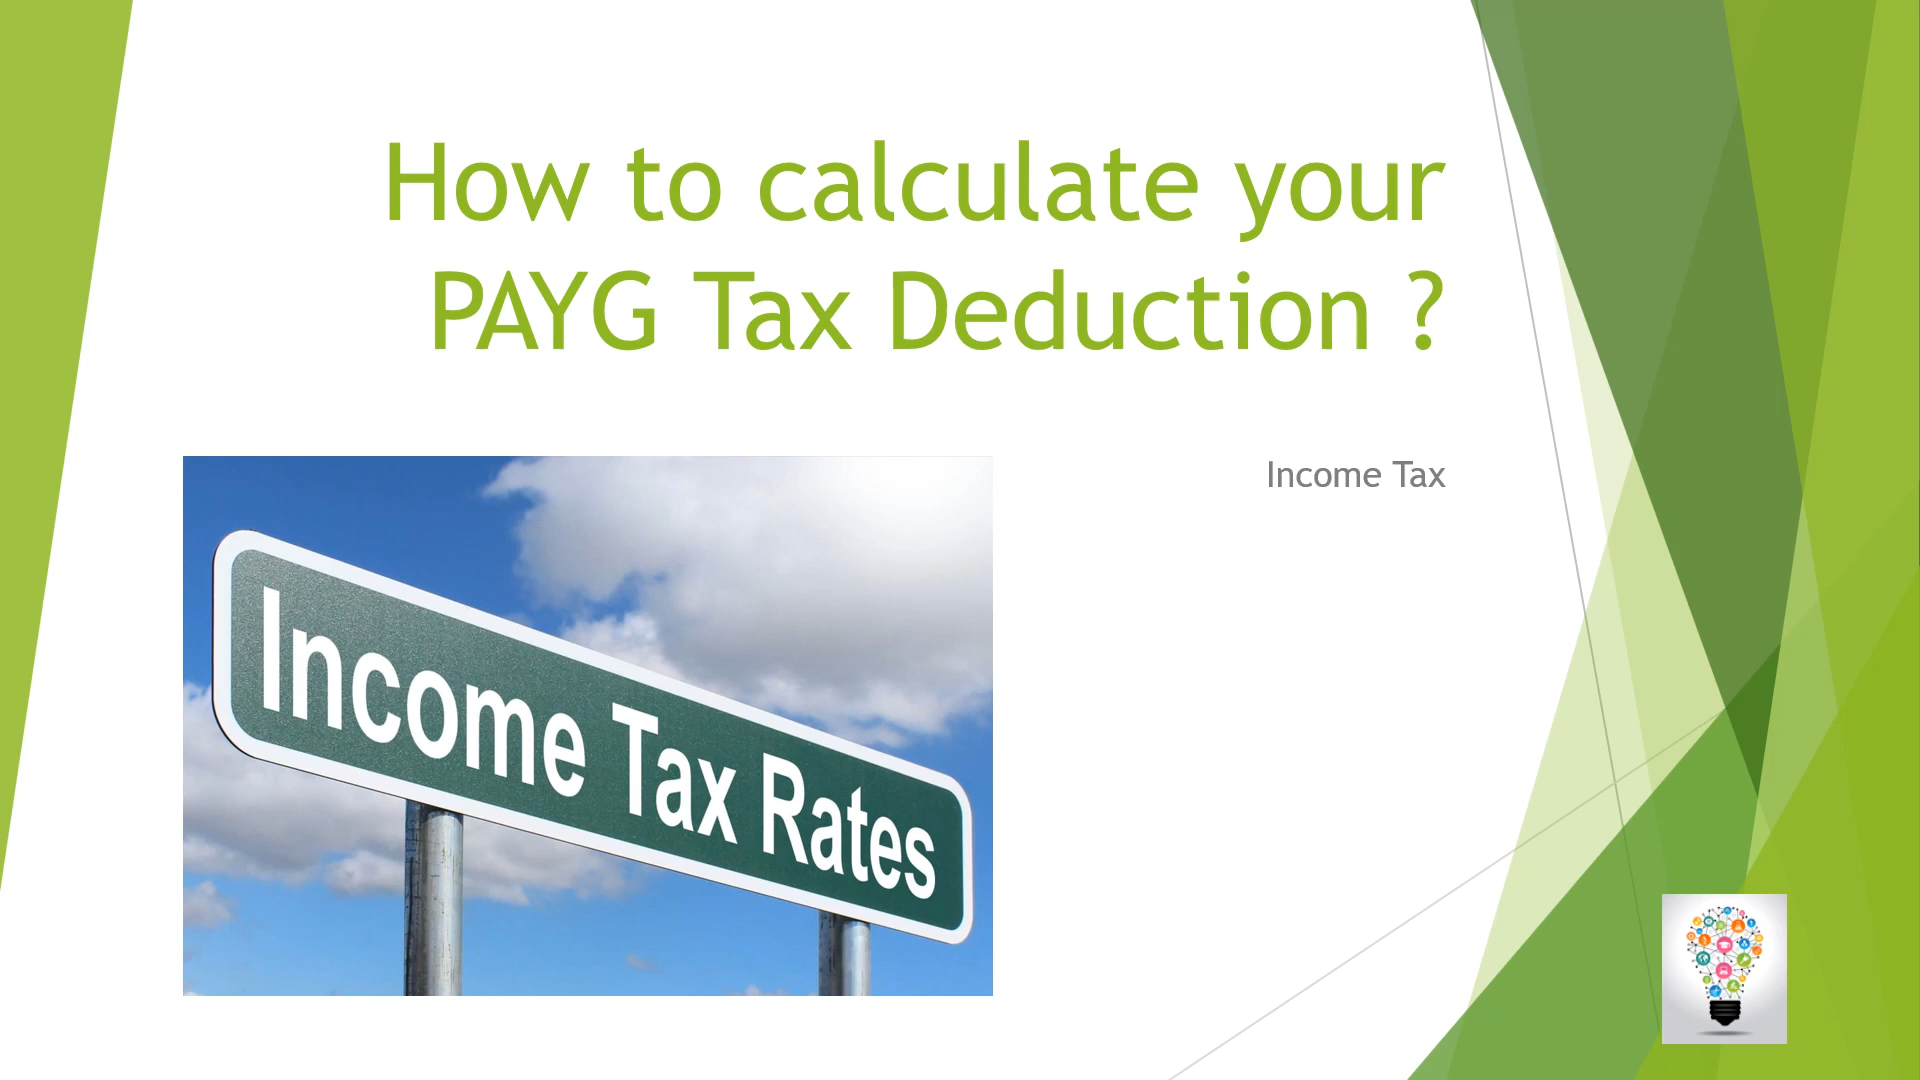 How to calculate your
PAYG Tax Deduction ?
Income Tax
Income Tax Rates